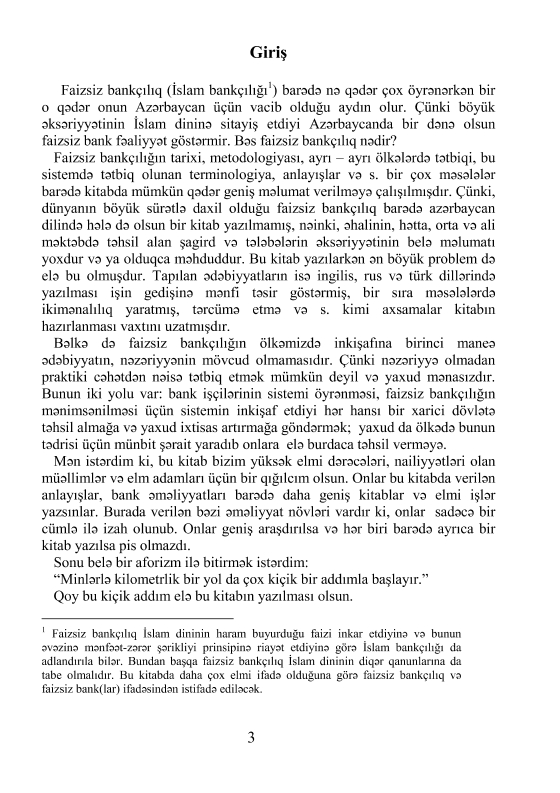 Giriş
Faizsiz bankçılıq (İslam bankçılığı¹) barədə nə qədər çox öyrənərkən bir
o qədər onun Azərbaycan üçün vacib olduğu aydın olur. Çünki böyük
əksəriyyətinin İslam dininə sitayiş etdiyi Azərbaycanda bir dənə olsun
faizsiz bank fəaliyyət göstərmir. Bəs faizsiz bankçılıq nədir?
Faizsiz bankçılığın tarixi, metodologiyası, ayrı – ayrı ölkələrdə tətbiqi, bu
sistemdə tətbiq olunan terminologiya, anlayışlar və s. bir çox məsələlər
barədə kitabda mümkün qədər geniş məlumat verilməyə çalışılmışdır. Çünki,
dünyanın böyük sürətlə daxil olduğu faizsiz bankçılıq barədə azərbaycan
dilində hələ də olsun bir kitab yazılmamış, nəinki, əhalinin, hətta, orta və ali
məktəbdə təhsil alan şagird və tələbələrin əksəriyyətinin belə məlumatı
yoxdur və ya olduqca məhduddur. Bu kitab yazılarkən ən böyük problem də
elə bu olmuşdur. Tapılan ədəbiyyatların isə ingilis, rus və türk dillərində
yazılması işin gedişinə mənfi təsir göstərmiş, bir sıra məsələlərdə
ikimənalılıq yaratmış, tərcümə etmə və s. kimi axsamalar kitabın
hazırlanması vaxtını uzatmışdır.
Bəlkə də faizsiz bankçılığın ölkəmizdə inkişafına birinci maneə
ədəbiyyatın, nəzəriyyənin mövcud olmamasıdır. Çünki nəzəriyyə olmadan
praktiki cəhətdən nəisə tətbiq etmək mümkün deyil və yaxud mənasızdır.
Bunun iki yolu var: bank işçilərinin sistemi öyrənməsi, faizsiz bankçılığın
mənimsənilməsi üçün sistemin inkişaf etdiyi hər hansı bir xarici dövlətə
təhsil almağa və yaxud ixtisas artırmağa göndərmək; yaxud da ölkədə bunun
tədrisi üçün münbit şərait yaradıb onlara elə burdaca təhsil verməyə.
Mən istərdim ki, bu kitab bizim yüksək elmi dərəcələri, nailiyyətləri olan
müəllimlər və elm adamları üçün bir qığılcım olsun. Onlar bu kitabda verilən
anlayışlar, bank əməliyyatları barədə daha geniş kitablar və elmi işlər
yazsınlar. Burada verilən bəzi əməliyyat növləri vardır ki, onlar sadəcə bir
cümlə ilə izah olunub. Onlar geniş araşdırılsa və hər biri barədə ayrıca bir
kitab yazılsa pis olmazdı.
Sonu belə bir aforizm ilə bitirmək istərdim:
“Minlərlə kilometrlik bir yol da çox kiçik bir addımla başlayır.”
Qoy bu kiçik addım elə bu kitabın yazılması olsun.
¹ Faizsiz bankçılıq İslam dininin haram buyurduğu faizi inkar etdiyinə və bunun
əvəzinə mənfəət-zərər şərikliyi prinsipinə riayət etdiyinə görə İslam bankçılığı da
adlandırıla bilər. Bundan başqa faizsiz bankçılıq İslam dininin diqər qanunlarına da
tabe olmalıdır. Bu kitabda daha çox elmi ifadə olduğuna görə faizsiz bankçılıq və
faizsiz bank(lar) ifadəsindən istifadə ediləcək.
3